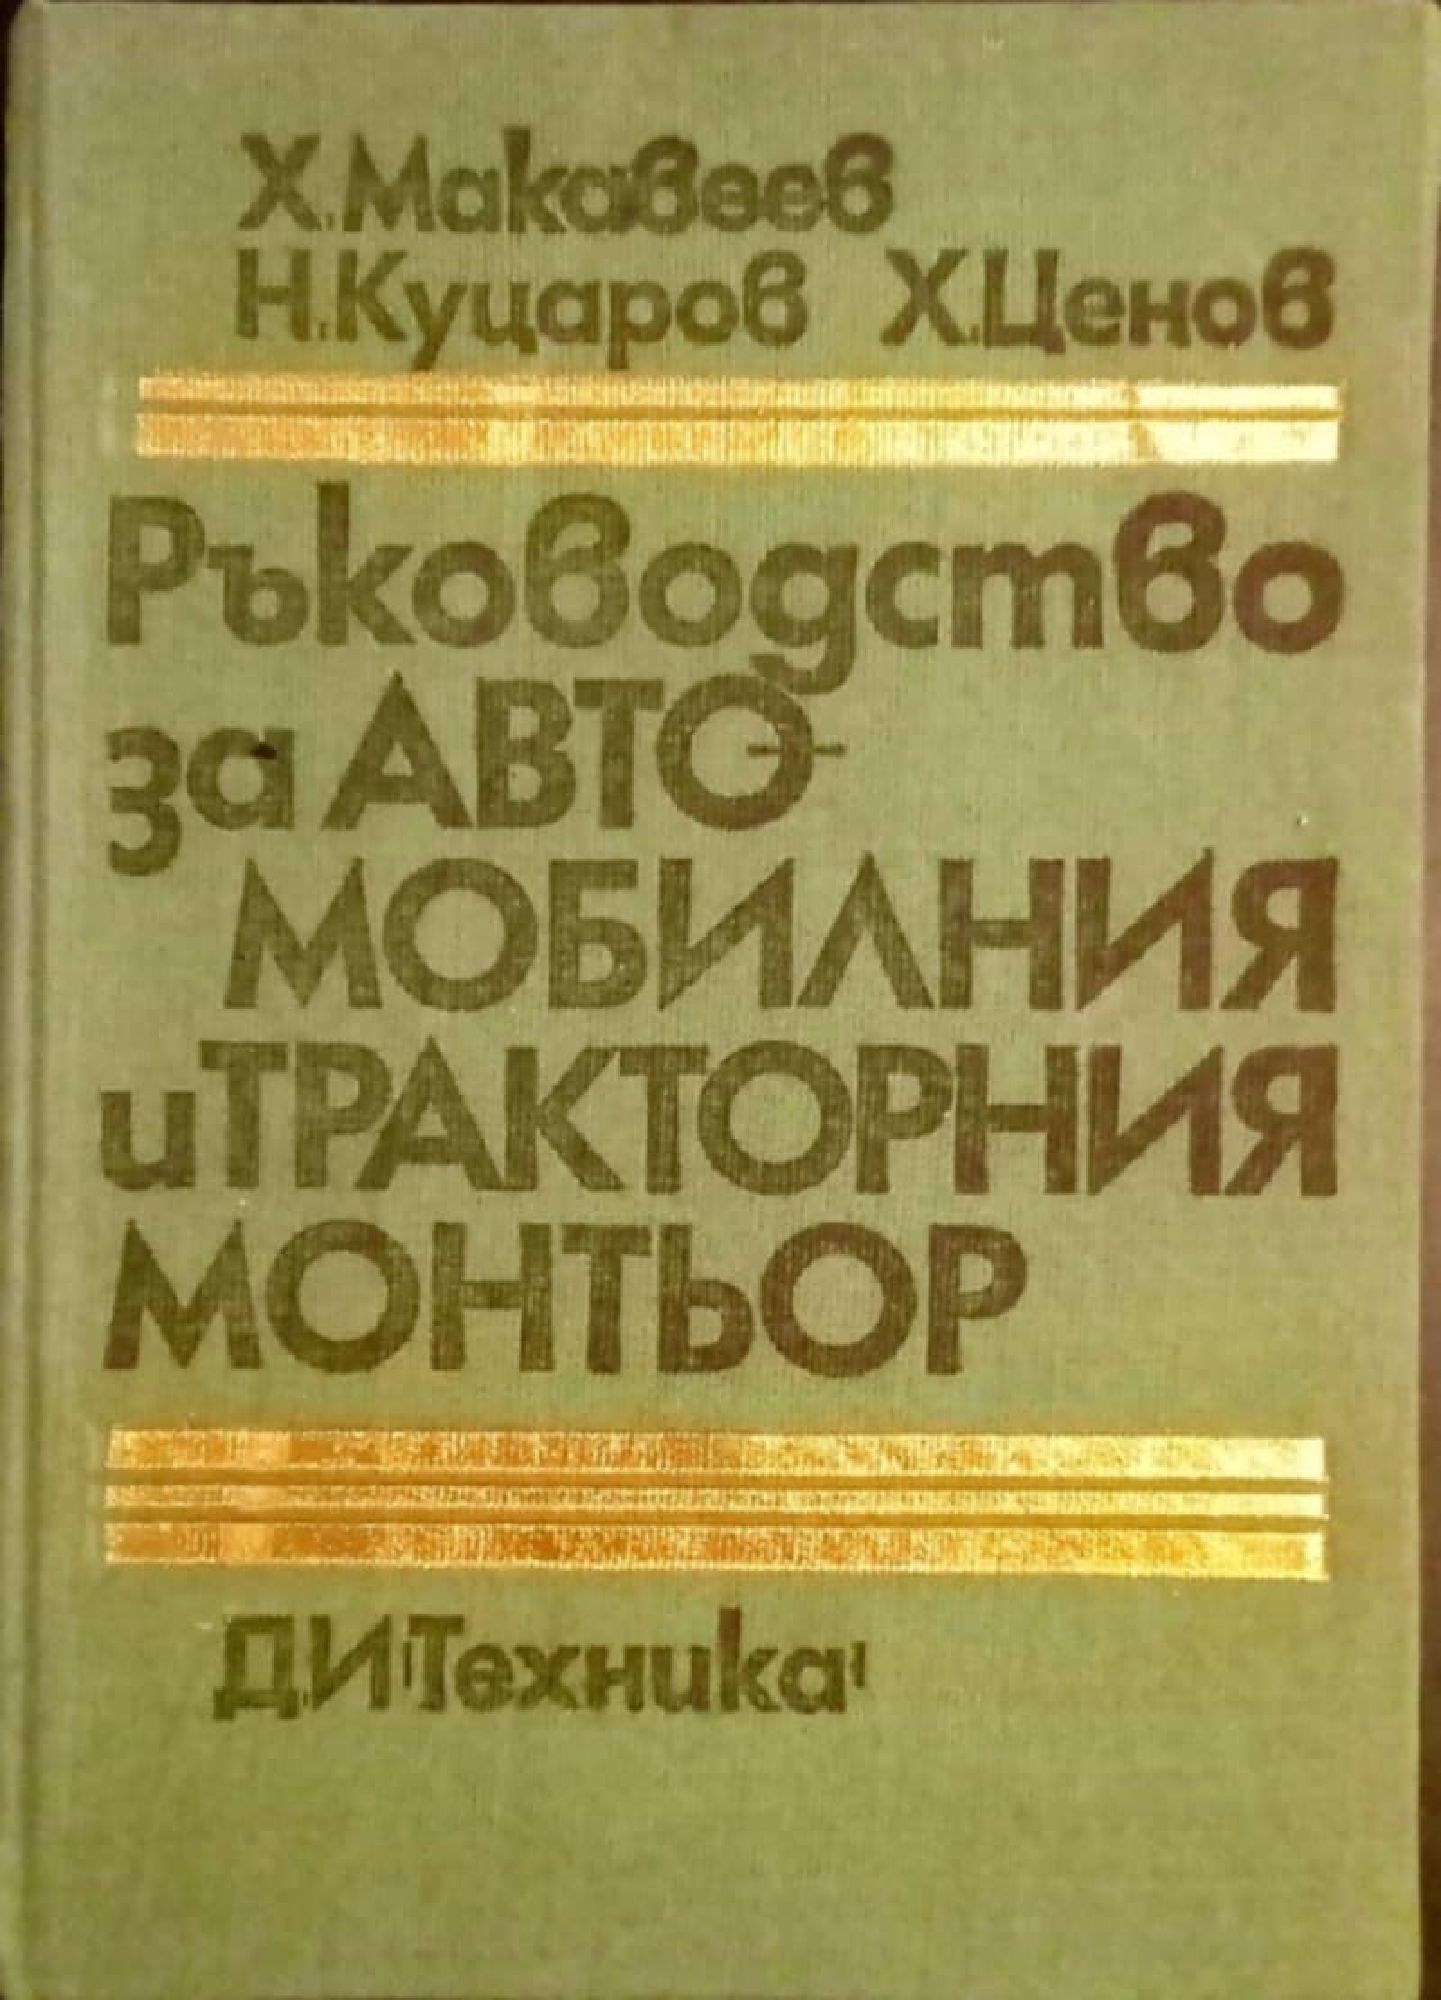 Х. Макавеев
Н. Куцаров Х. Ценов
Ръководство
за АВТО-
МОБИЛНИЯ
и ТРАКТОРНИЯ
МОНТЬОР
ДИ "Техника"